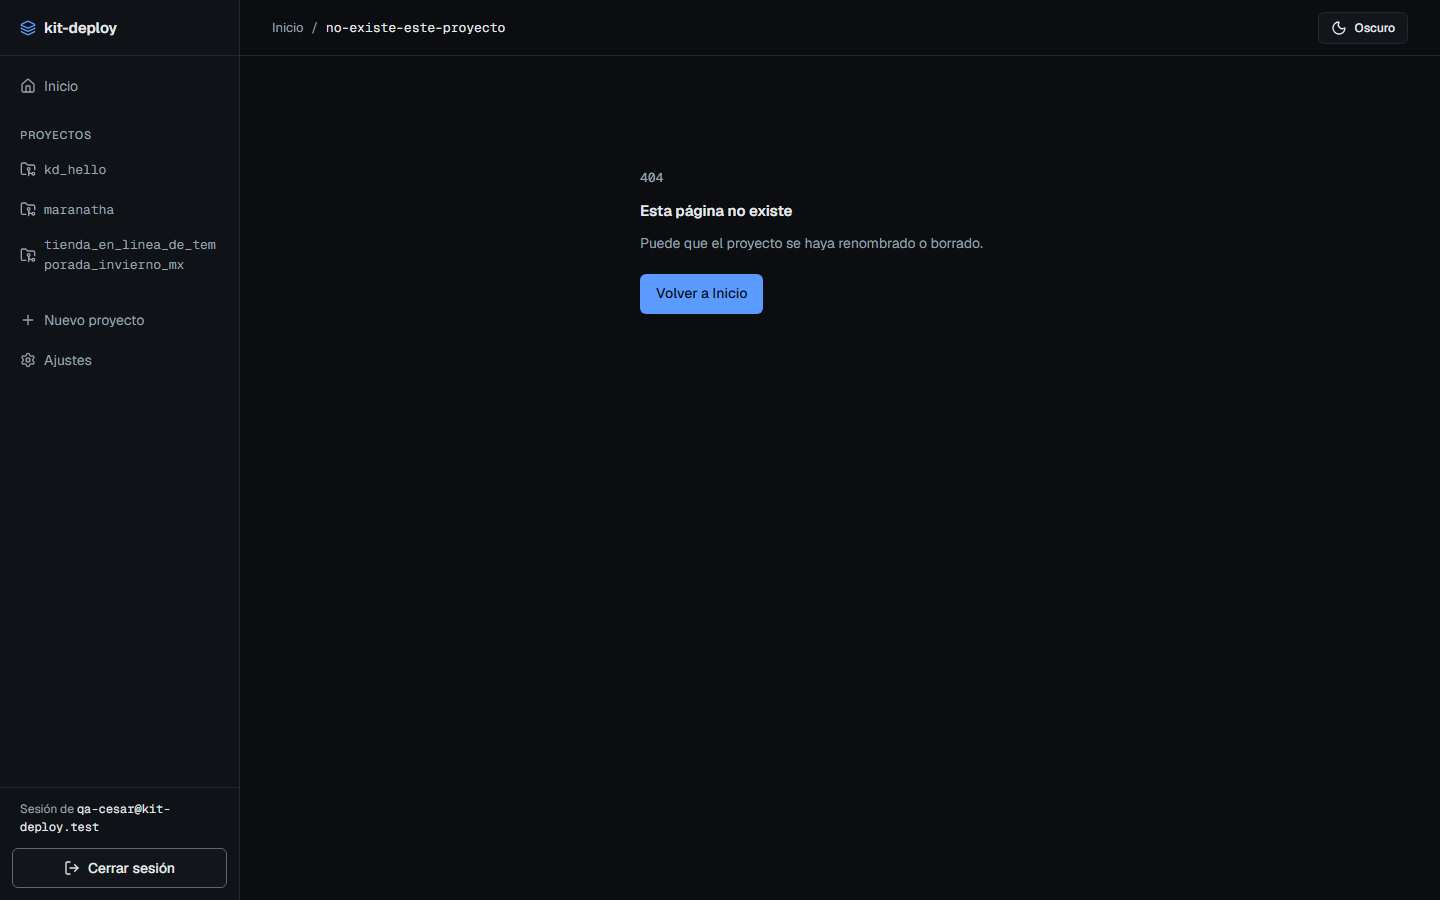 kit-deploy
Inicio / no-existe-este-proyecto
Oscuro
Inicio
PROYECTOS
kd_hello
maranatha
tienda_en_linea_de_tem
porada_invierno_mx
Nuevo proyecto
Ajustes
404
Esta página no existe
Puede que el proyecto se haya renombrado o borrado.
Volver a Inicio
Sesión de qa-cesar@kit-
deploy.test
Cerrar sesión